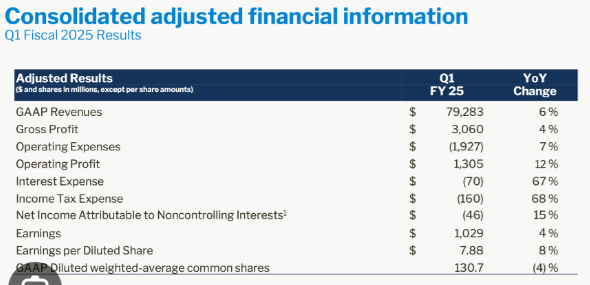 Consolidated adjusted financial information
Q1 Fiscal 2025 Results
Adjusted Results Q1 YoY
($ and shares in millions, except per share amounts) FY 25 Change
GAAP Revenues $ 79,283 6 %
Gross Profit $ 3,060 4 %
Operating Expenses $ (1,927) 7 %
Operating Profit $ 1,305 12 %
Interest Expense $ (70) 67 %
Income Tax Expense $ (160) 68 %
Net Income Attributable to Noncontrolling Interests¹ $ (46) 15 %
Earnings $ 1,029 4 %
Earnings per Diluted Share $ 7.88 8 %
GAAP Diluted weighted-average common shares 130.7 (4) %